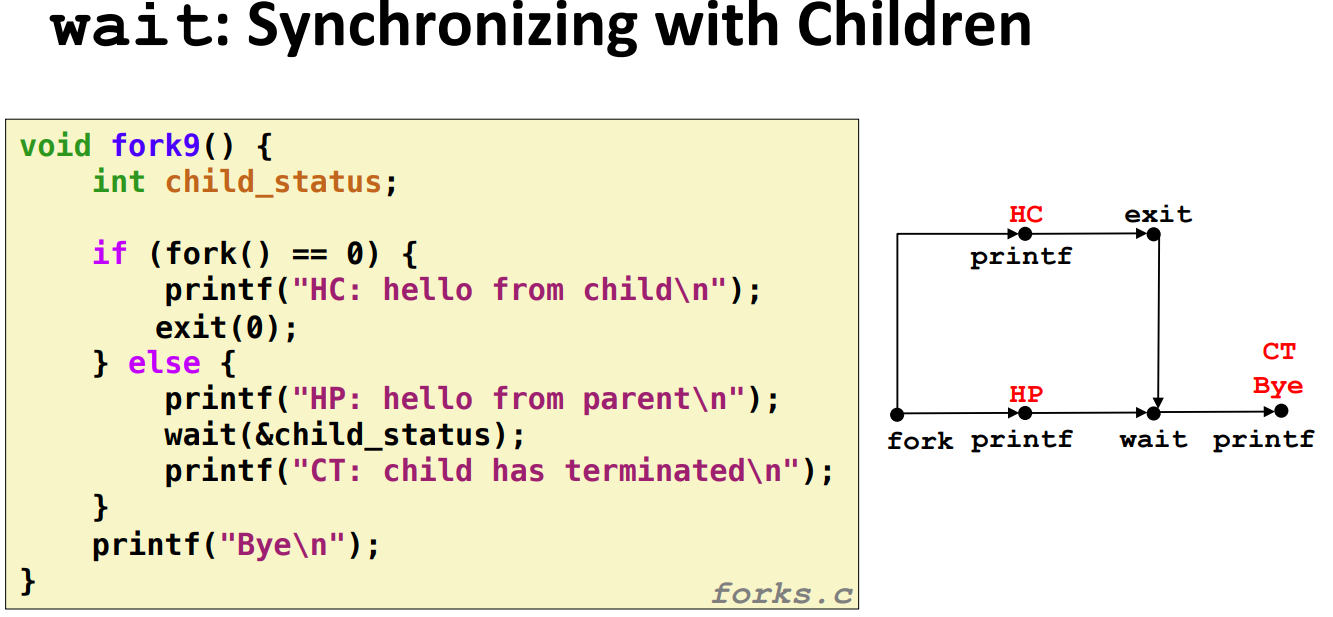 wait: Synchronizing with Children
void fork9() {
    int child_status;

    if (fork() == 0) {
        printf("HC: hello from child\n");
        exit(0);
    } else {
        printf("HP: hello from parent\n");
        wait(&child_status);
        printf("CT: child has terminated\n");
    }
    printf("Bye\n");
}
forks.c
HC exit
printf
CT
HP Bye
fork printf wait printf